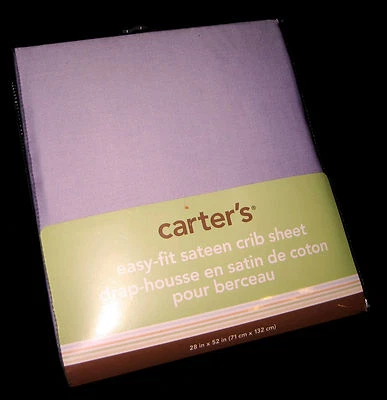 carter's®
easy-fit sateen crib sheet
drap-housse en satin de coton
pour berceau
28 in x 52 in (71 cm x 132 cm)